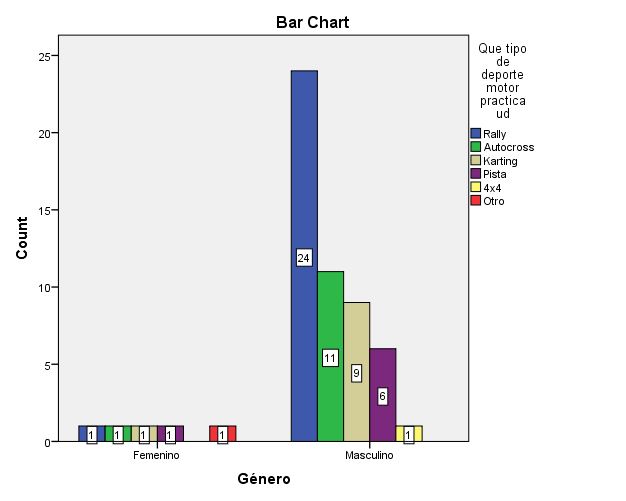 Bar Chart
Que tipo
de
deporte
motor
practica
ud
Rally
Autocross
Karting
Pista
4x4
Otro
Count
25
20
15
10
5
0
24
11
9
6
1
1
1
1
1
1
Femenino
Masculino
Género